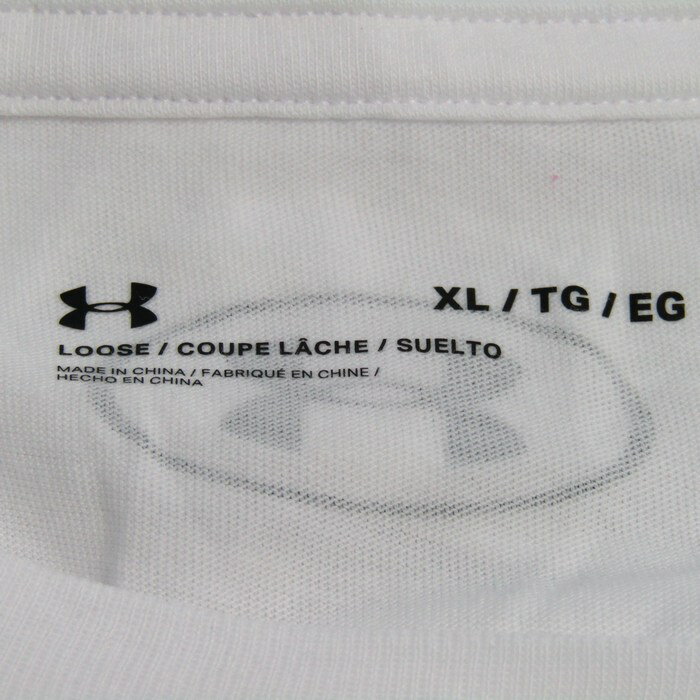 XL / TG / EG
LOOSE / COUPE LÂCHE / SUELTO
MADE IN CHINA / FABRIQUÉ EN CHINE /
HECHO EN CHINA